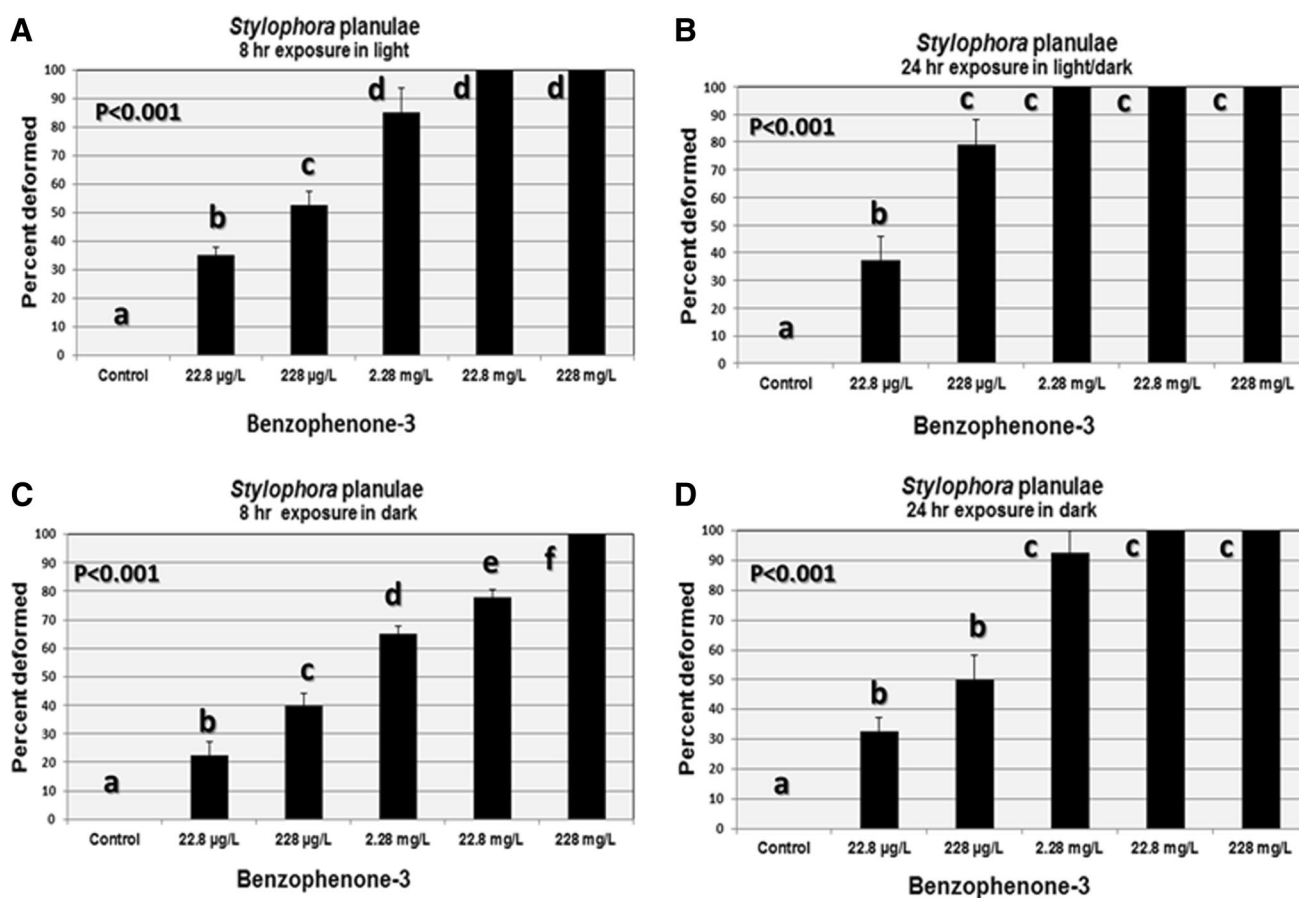 A
Stylophora planulae
8 hr exposure in light
P<0.001
Percent deformed
100
90
80
70
60
50
40
30
20
10
0
a
b
c
d
d
d
Control 22.8 µg/L 228 µg/L 2.28 mg/L 22.8 mg/L 228 mg/L
Benzophenone-3
B
Stylophora planulae
24 hr exposure in light/dark
P<0.001
Percent deformed
100
90
80
70
60
50
40
30
20
10
0
a
b
c
c
c
c
Control 22.8 µg/L 228 µg/L 2.28 mg/L 22.8 mg/L 228 mg/L
Benzophenone-3
C
Stylophora planulae
8 hr exposure in dark
P<0.001
Percent deformed
100
90
80
70
60
50
40
30
20
10
0
a
b
c
d
e
f
Control 22.8 µg/L 228 µg/L 2.28 mg/L 22.8 mg/L 228 mg/L
Benzophenone-3
D
Stylophora planulae
24 hr exposure in dark
P<0.001
Percent deformed
100
90
80
70
60
50
40
30
20
10
0
a
b
b
c
c
c
Control 22.8 µg/L 228 µg/L 2.28 mg/L 22.8 mg/L 228 mg/L
Benzophenone-3